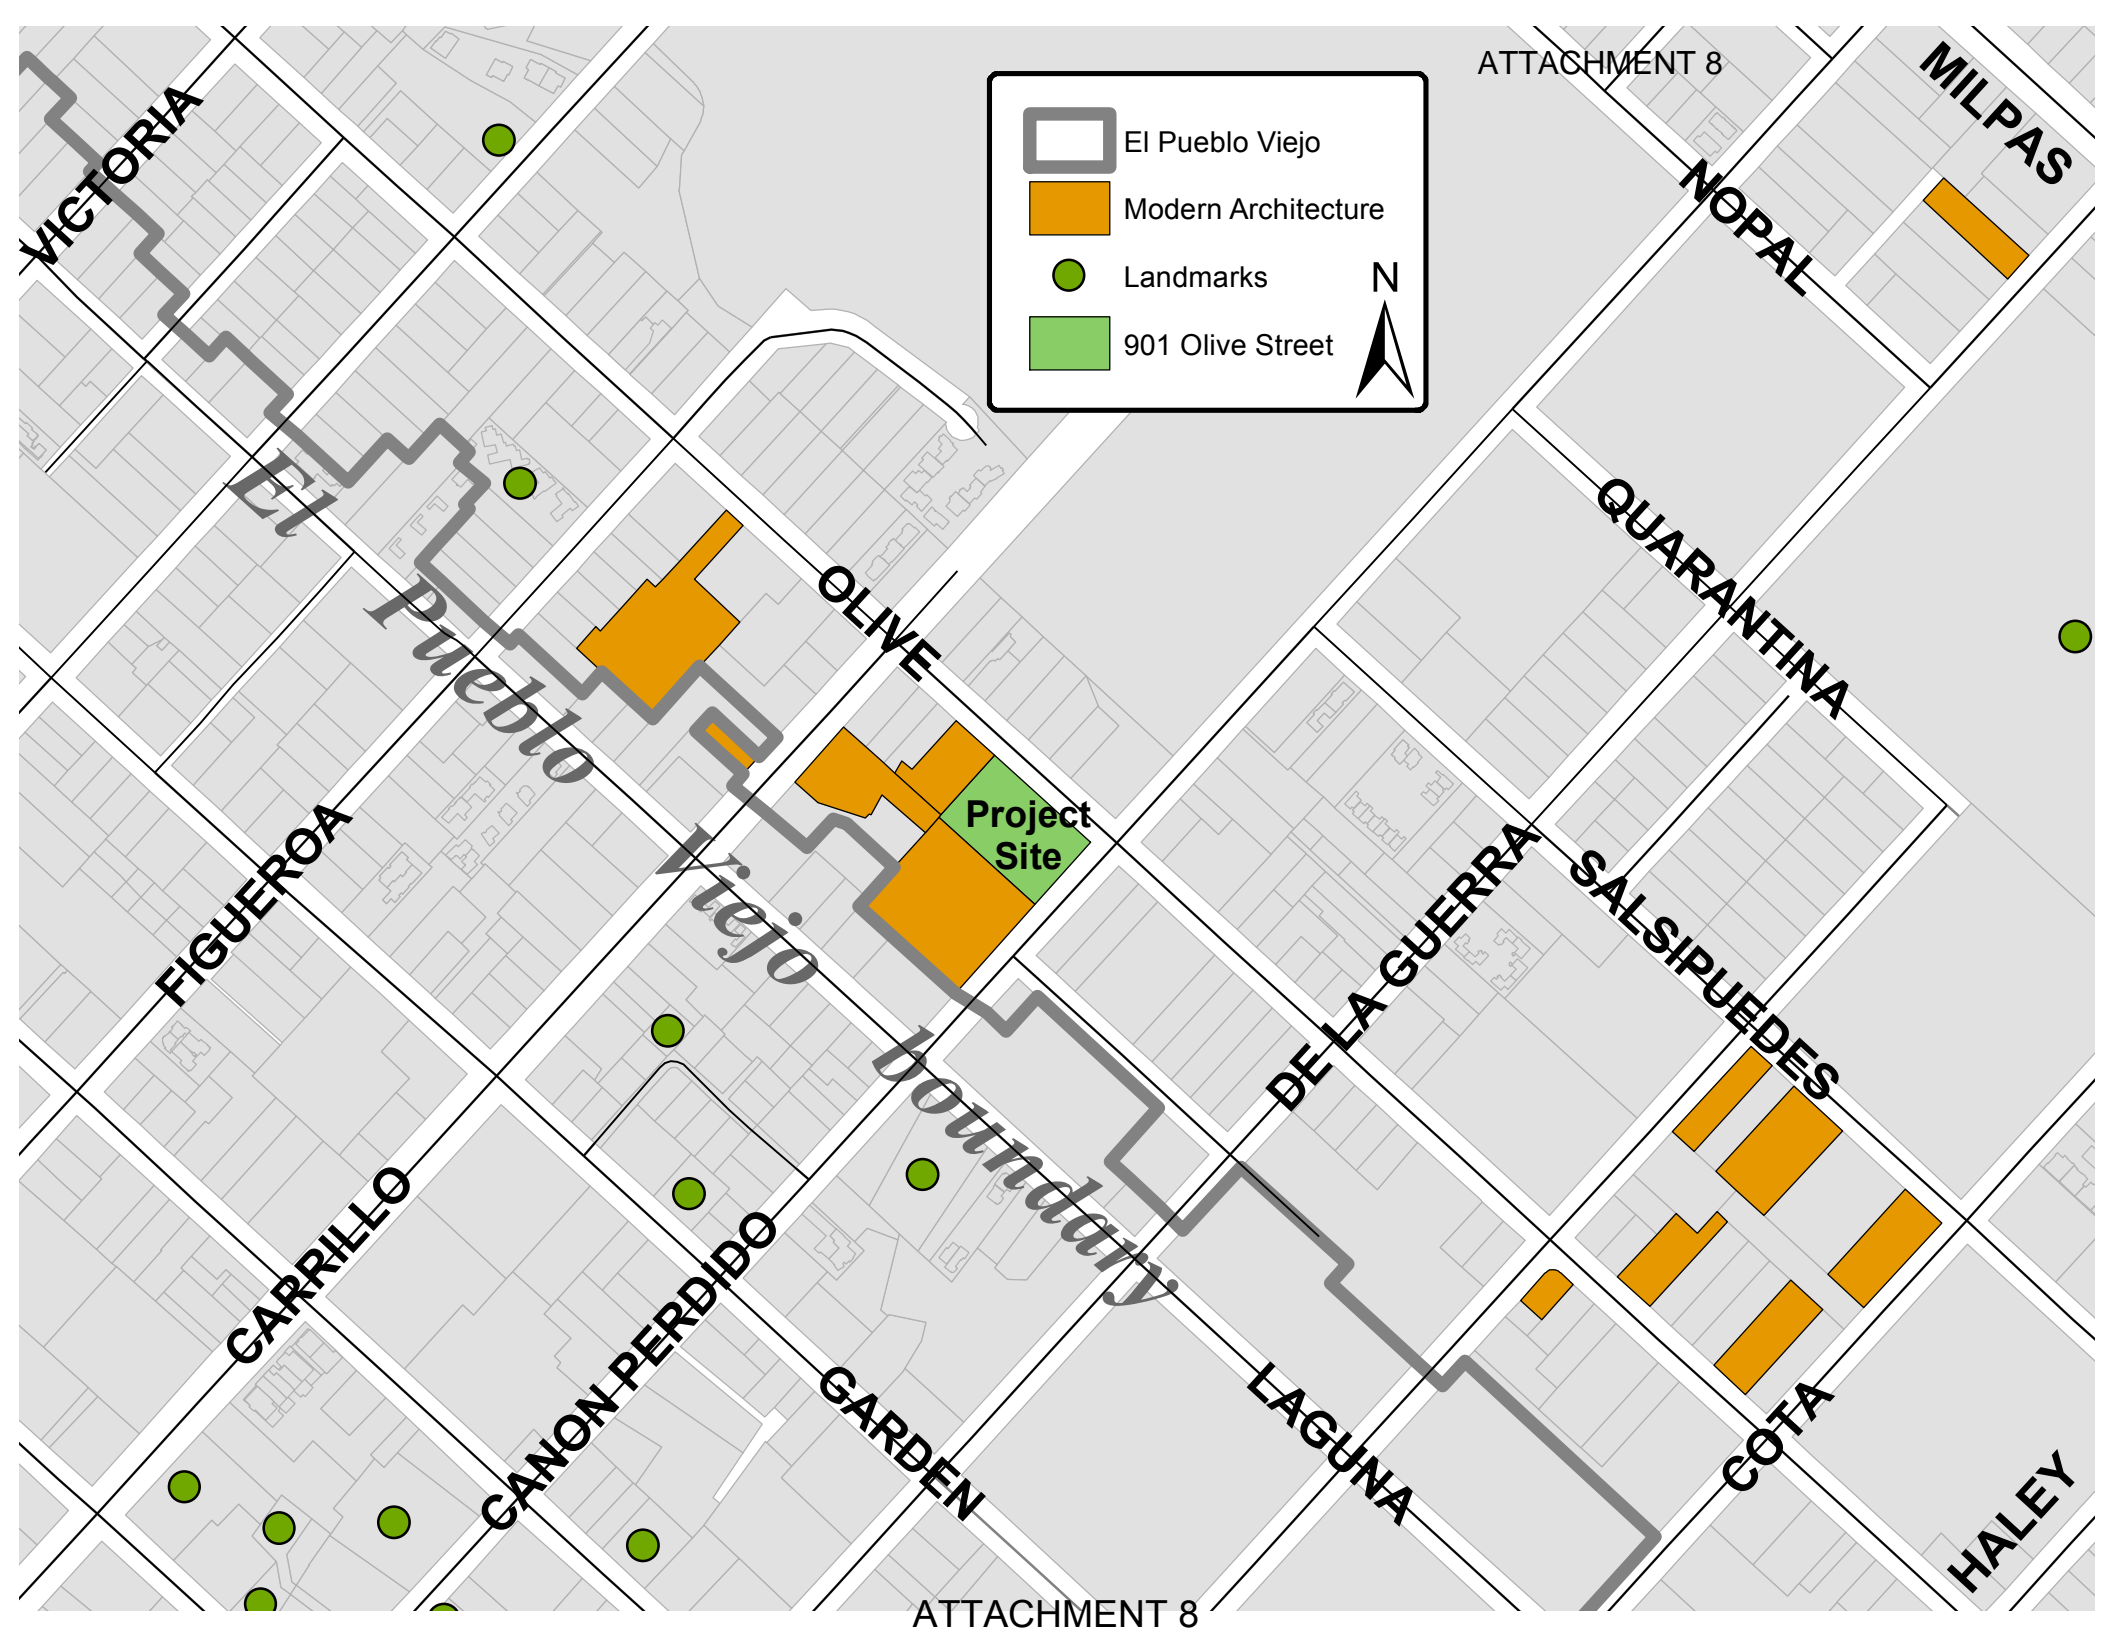 ATTACHMENT 8
MILPAS
VICTORIA
El Pueblo Viejo
Modern Architecture
Landmarks
901 Olive Street
N
NOPAL
El
Pueblo
Viejo
boundary
OLIVE
QUARANTINA
Project
Site
FIGUEROA
DE LA GUERRA
SALSIPUEDES
CARRILLO
CANON PERDIDO
GARDEN
LAGUNA
COTA
HALEY
ATTACHMENT 8